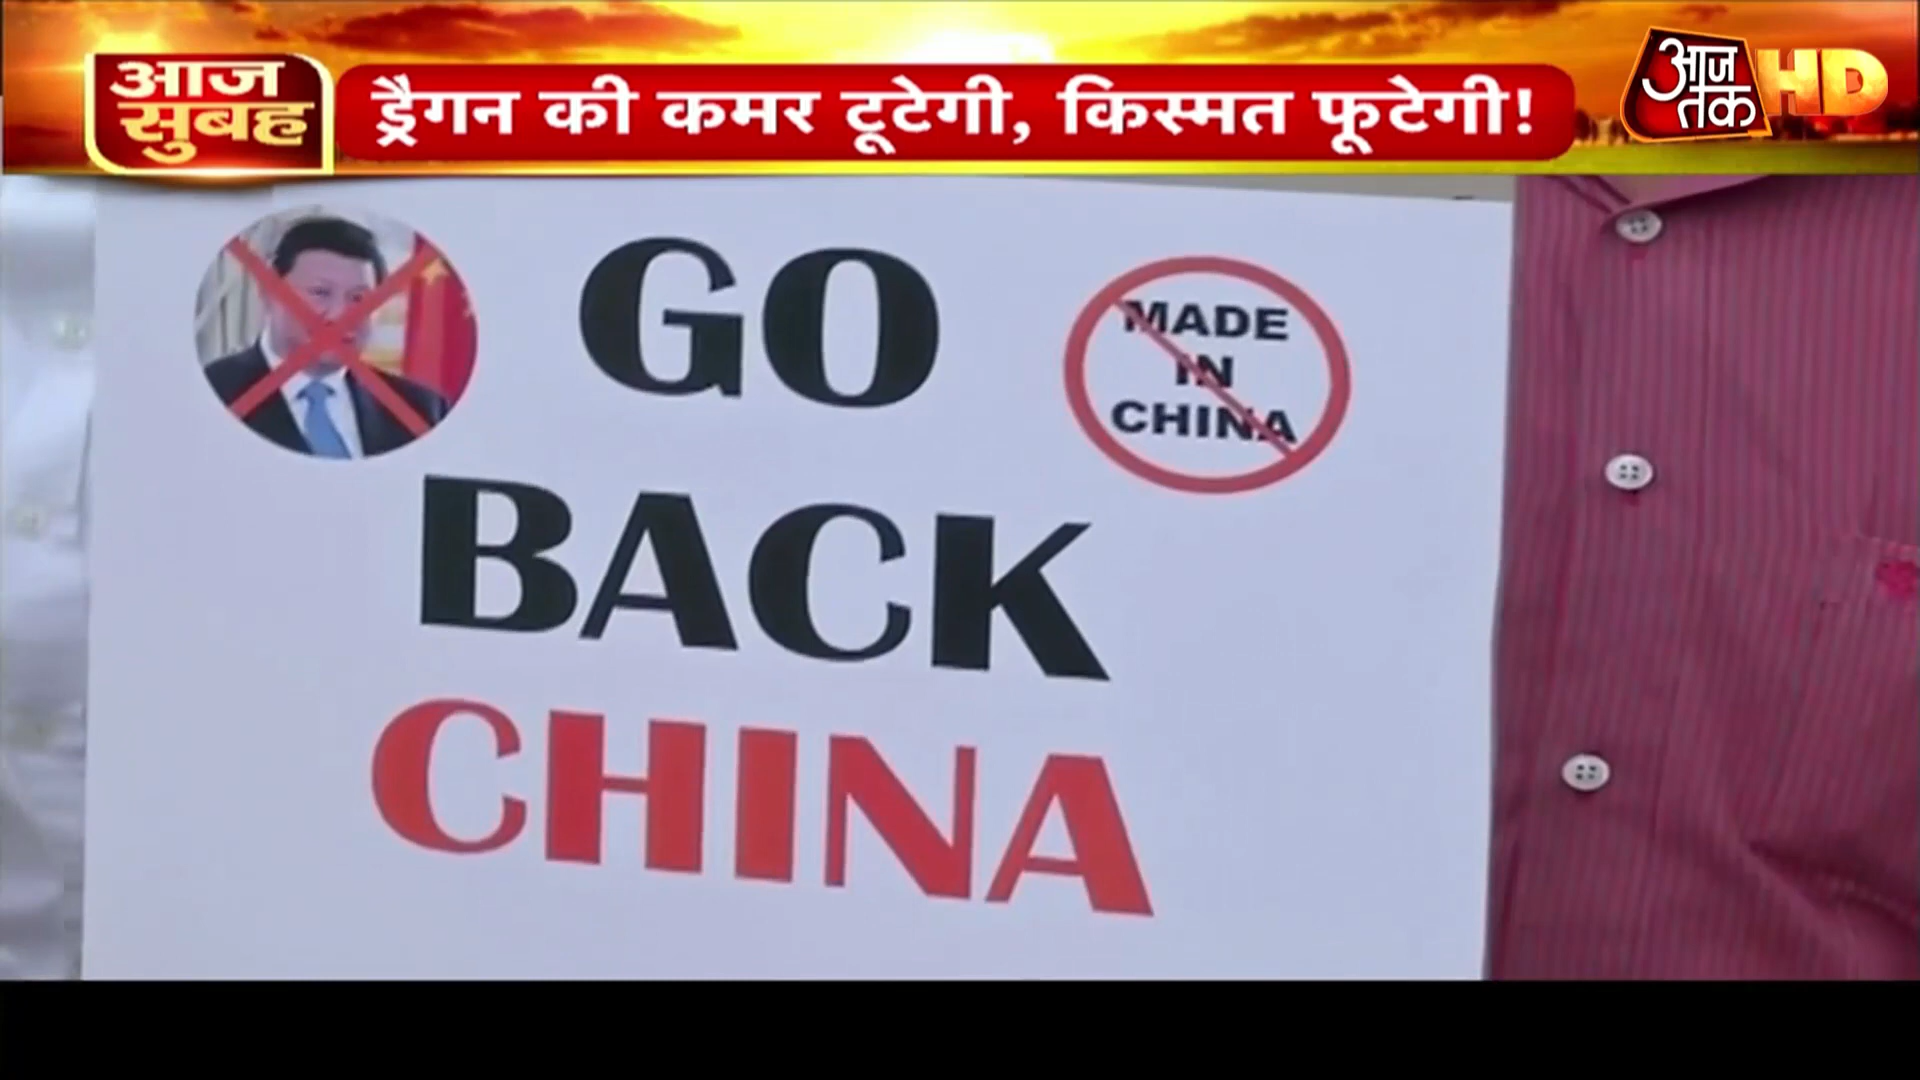 आज
सुबह
ड्रैगन की कमर टूटेगी, किस्मत फूटेगी!
आज
तक HD
GO
MADE
IN
CHINA
BACK
CHINA